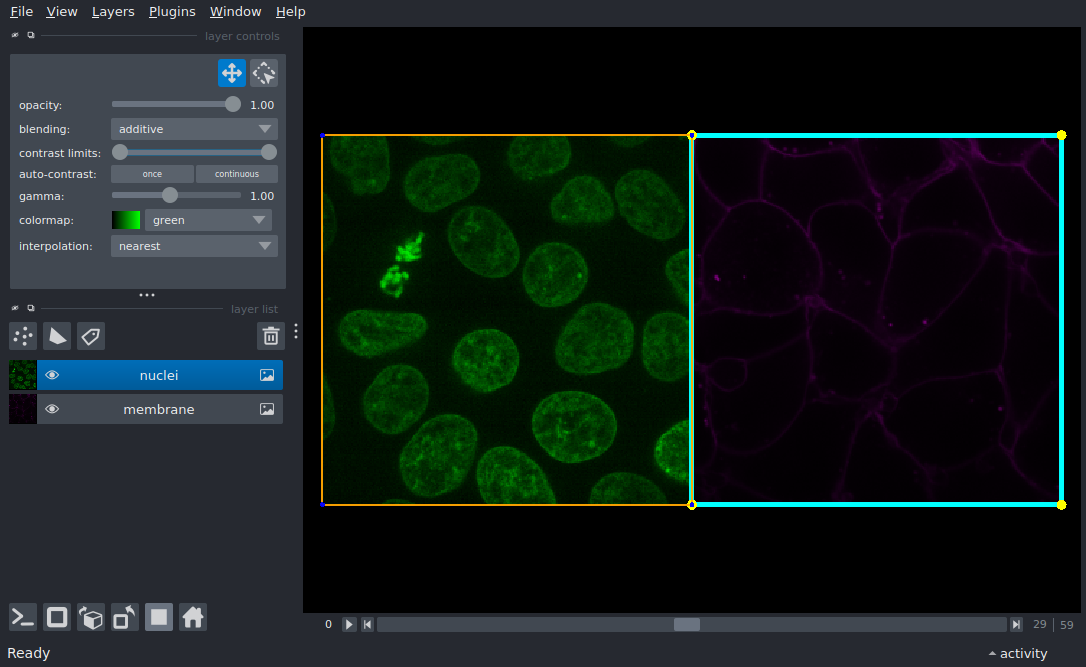 File View Layers Plugins Window Help
layer controls
opacity: 1.00
blending: additive
contrast limits:
auto-contrast: once continuous
gamma: 1.00
colormap: green
interpolation: nearest
layer list
nuclei
membrane
0 29 59
Ready activity